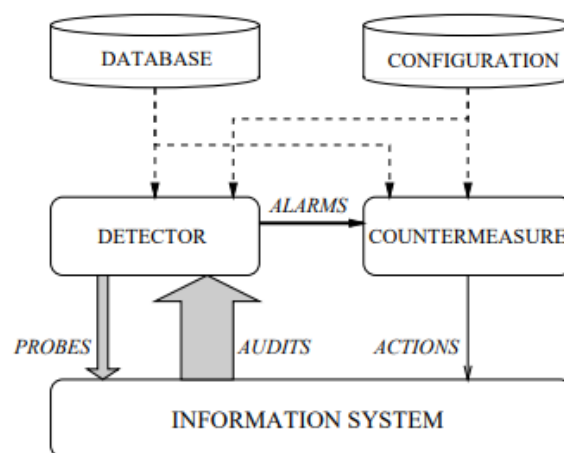 DATABASE
CONFIGURATION
ALARMS
DETECTOR
COUNTERMEASURE
PROBES
AUDITS
ACTIONS
INFORMATION SYSTEM